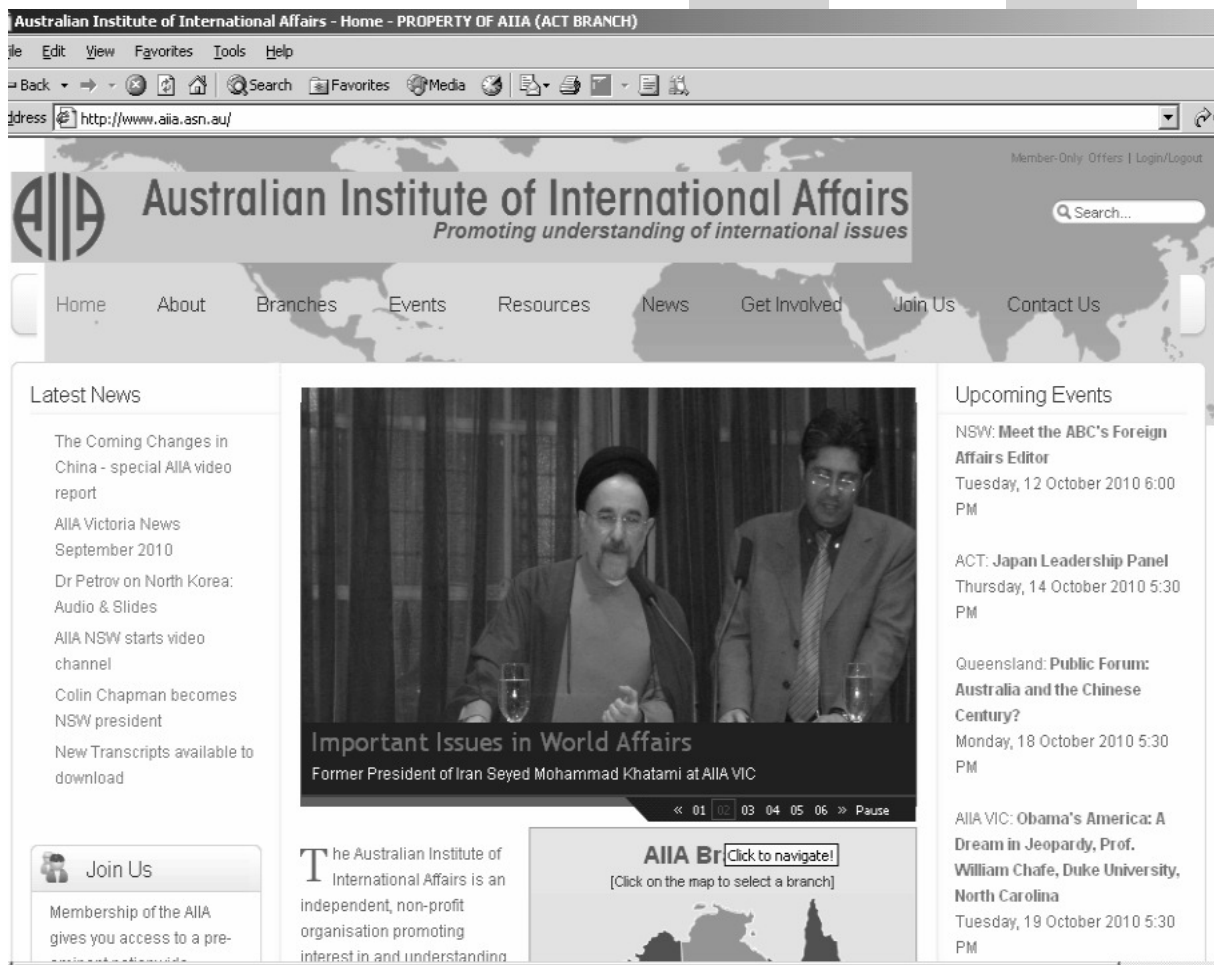 Australian Institute of International Affairs - Home - PROPERTY OF AIIA (ACT BRANCH)
File Edit View Favorites Tools Help
Back Search Favorites Media
Address http://www.aiia.asn.au/
Member-Only Offers | Login/Logout
AIIA
Australian Institute of International Affairs
Promoting understanding of international issues
Search...
Home About Branches Events Resources News Get Involved Join Us Contact Us
Latest News
The Coming Changes in
China - special AIIA video
report
AIIA Victoria News
September 2010
Dr Petrov on North Korea:
Audio & Slides
AIIA NSW starts video
channel
Colin Chapman becomes
NSW president
New Transcripts available to
download
Join Us
Membership of the AIIA
gives you access to a pre-
eminent nationwide
Important Issues in World Affairs
Former President of Iran Seyed Mohammad Khatami at AIIA VIC
« 01 02 03 04 05 06 » Pause
The Australian Institute of
International Affairs is an
independent, non-profit
organisation promoting
interest in and understanding
AIIA Br
Click to navigate!
[Click on the map to select a branch]
Upcoming Events
NSW: Meet the ABC's Foreign
Affairs Editor
Tuesday, 12 October 2010 6:00
PM
ACT: Japan Leadership Panel
Thursday, 14 October 2010 5:30
PM
Queensland: Public Forum:
Australia and the Chinese
Century?
Monday, 18 October 2010 5:30
PM
AIIA VIC: Obama's America: A
Dream in Jeopardy, Prof.
William Chafe, Duke University,
North Carolina
Tuesday, 19 October 2010 5:30
PM